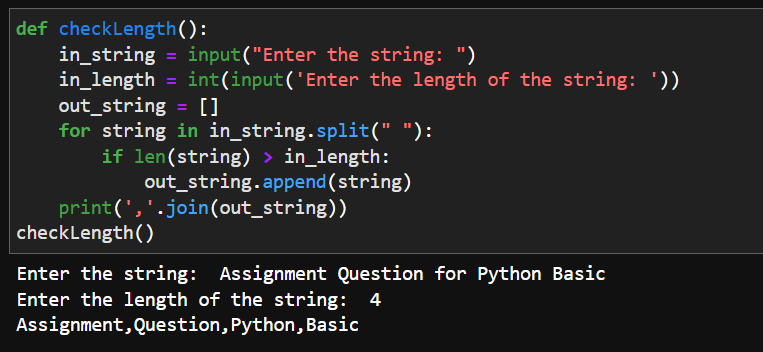 def checkLength():
    in_string = input("Enter the string: ")
    in_length = int(input('Enter the length of the string: '))
    out_string = []
    for string in in_string.split(" "):
        if len(string) > in_length:
            out_string.append(string)
    print(','.join(out_string))
checkLength()
Enter the string:  Assignment Question for Python Basic
Enter the length of the string:  4
Assignment,Question,Python,Basic